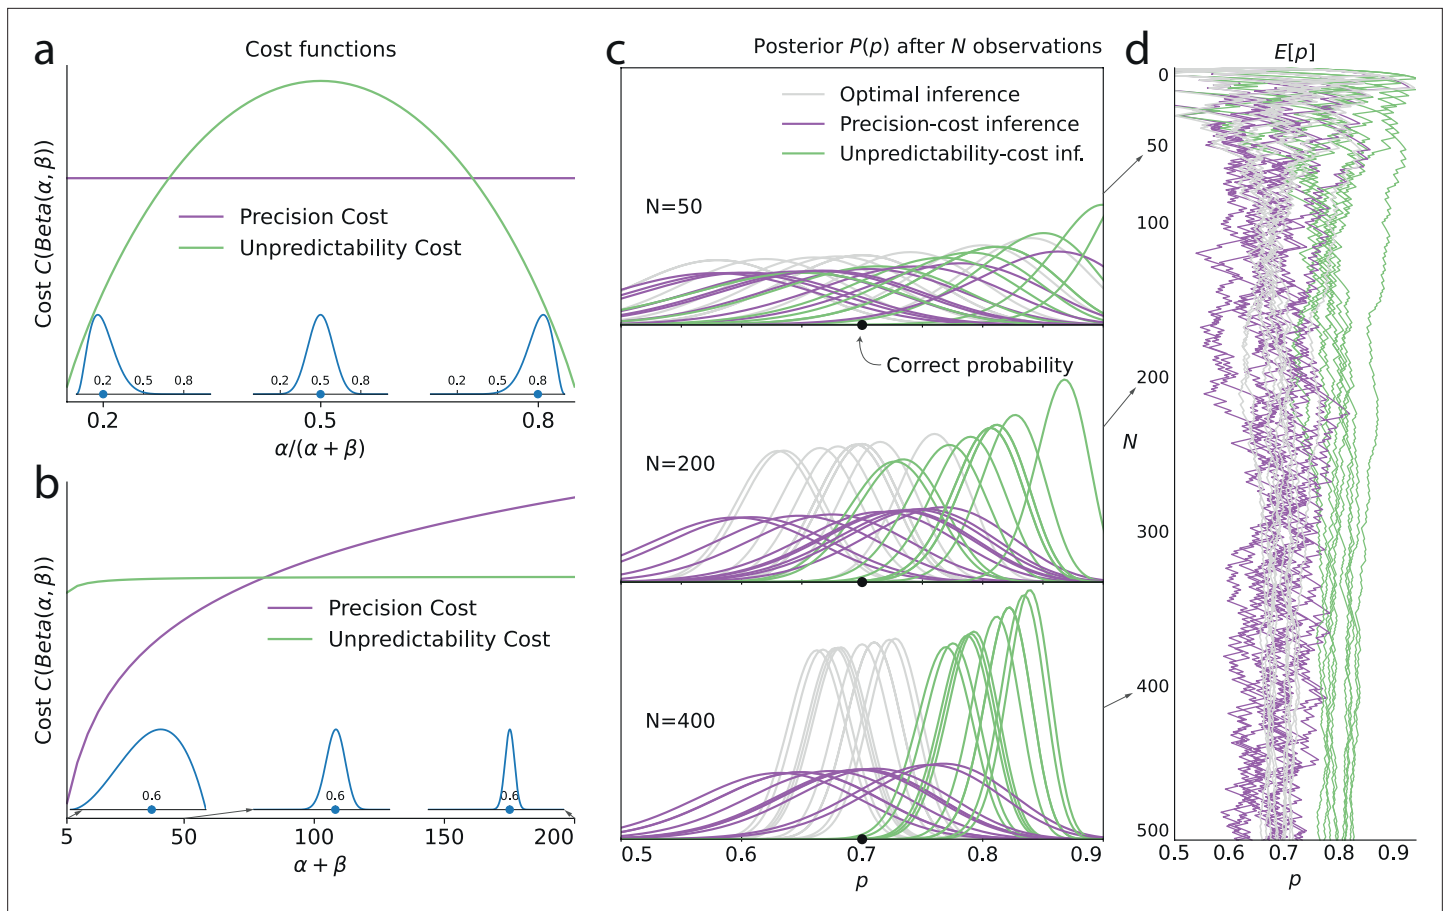 a
Cost functions
Cost C(Beta(α, β))
Precision Cost
Unpredictability Cost
0.2 0.5 0.8
0.2 0.5 0.8
0.2 0.5 0.8
0.2 0.5 0.8
α/(α + β)
b
Cost C(Beta(α, β))
Precision Cost
Unpredictability Cost
0.6
0.6
0.6
5 50 100 150 200
α + β
c
Posterior P(p) after N observations
Optimal inference
Precision-cost inference
Unpredictability-cost inf.
N=50
Correct probability
N=200
N=400
0.5 0.6 0.7 0.8 0.9
p
d
E[p]
0
50
100
200
N
300
400
500
0.5 0.6 0.7 0.8 0.9
p